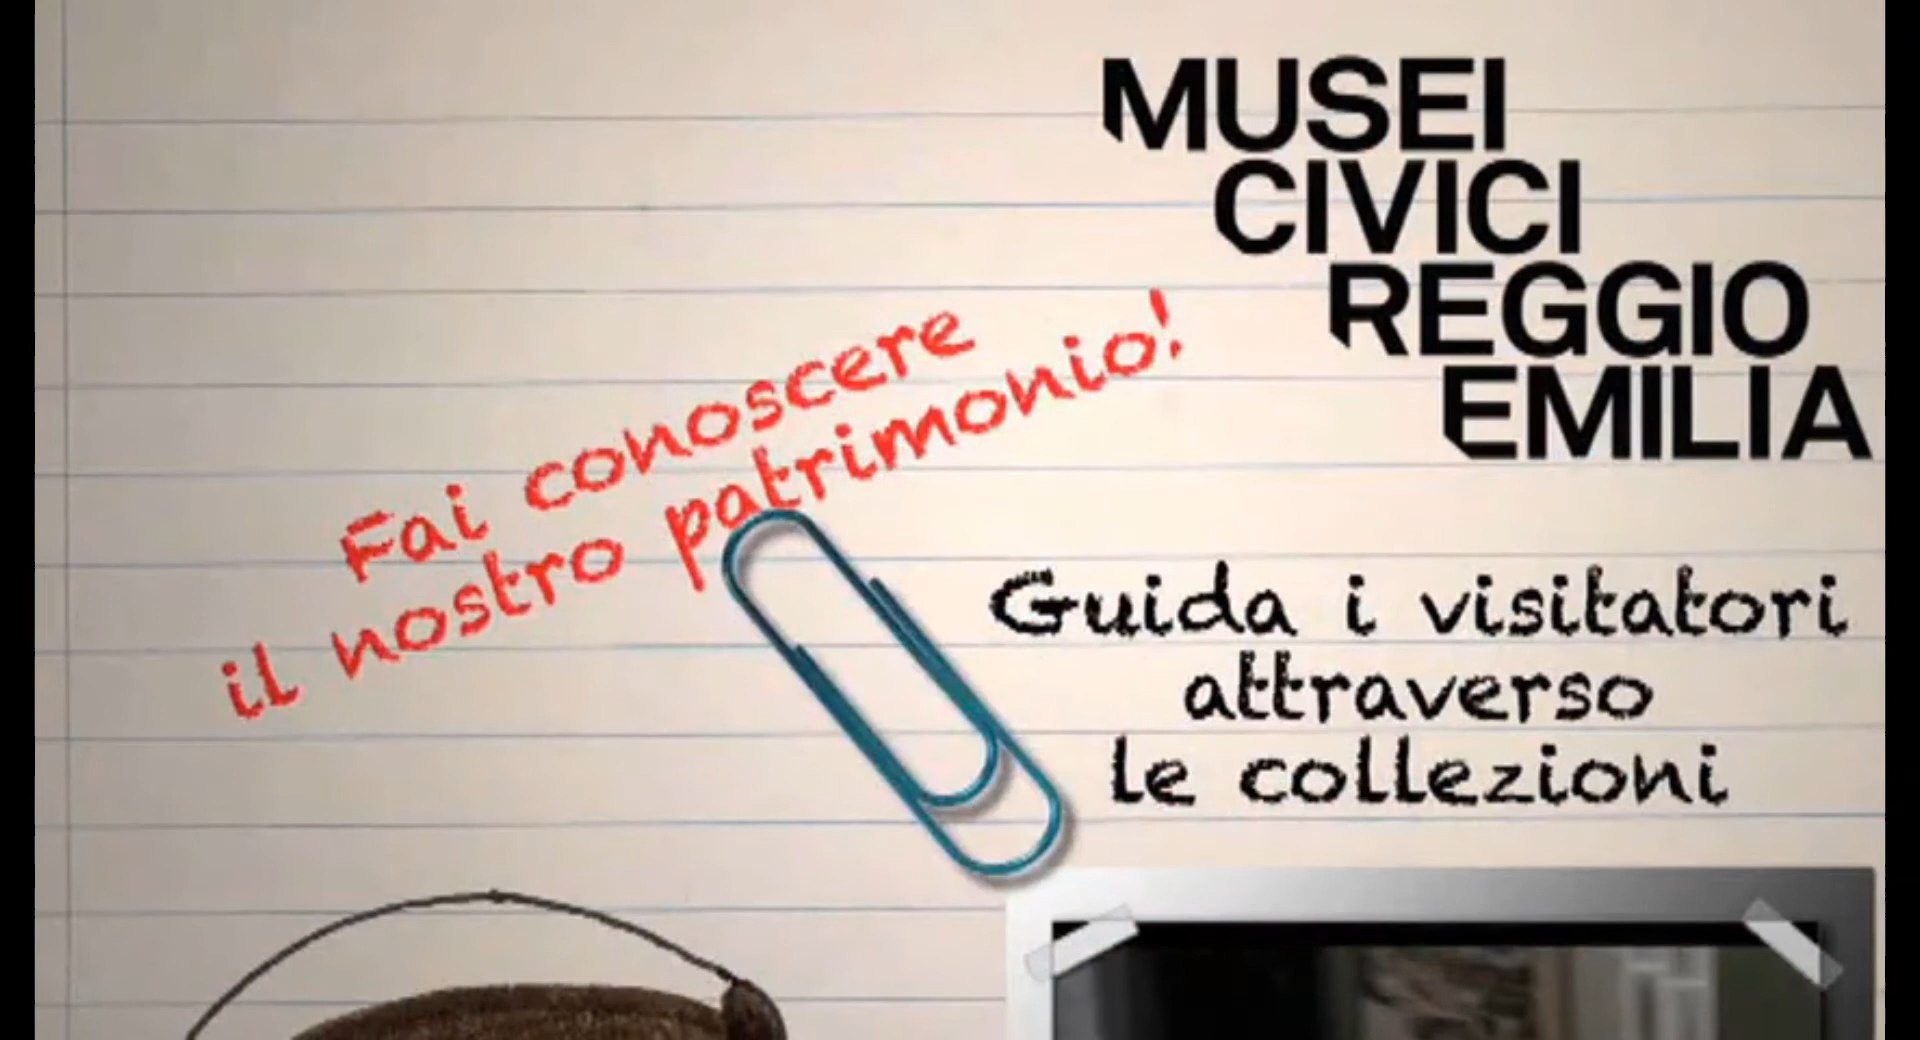 MUSEI
CIVICI
REGGIO
EMILIA
Fai conoscere
il nostro patrimonio!
Guida i visitatori
attraverso
le collezioni